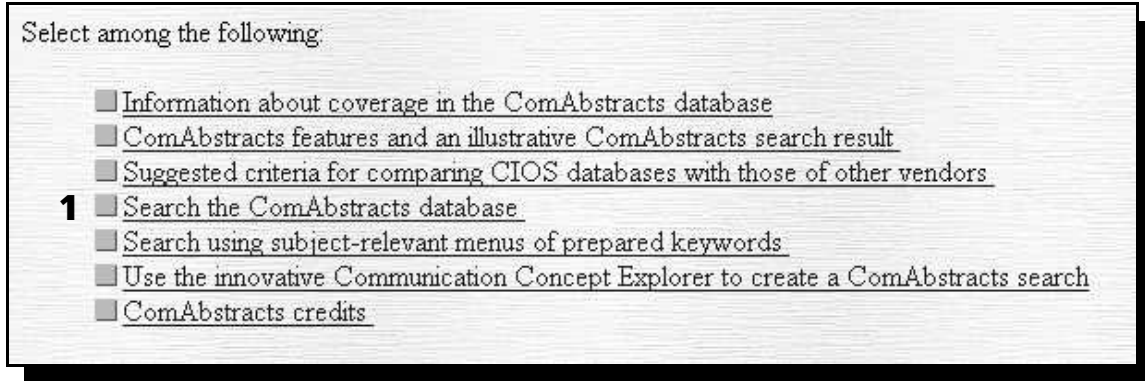 Select among the following:
Information about coverage in the ComAbstracts database
ComAbstracts features and an illustrative ComAbstracts search result
Suggested criteria for comparing CIOS databases with those of other vendors
1 Search the ComAbstracts database
Search using subject-relevant menus of prepared keywords
Use the innovative Communication Concept Explorer to create a ComAbstracts search
ComAbstracts credits